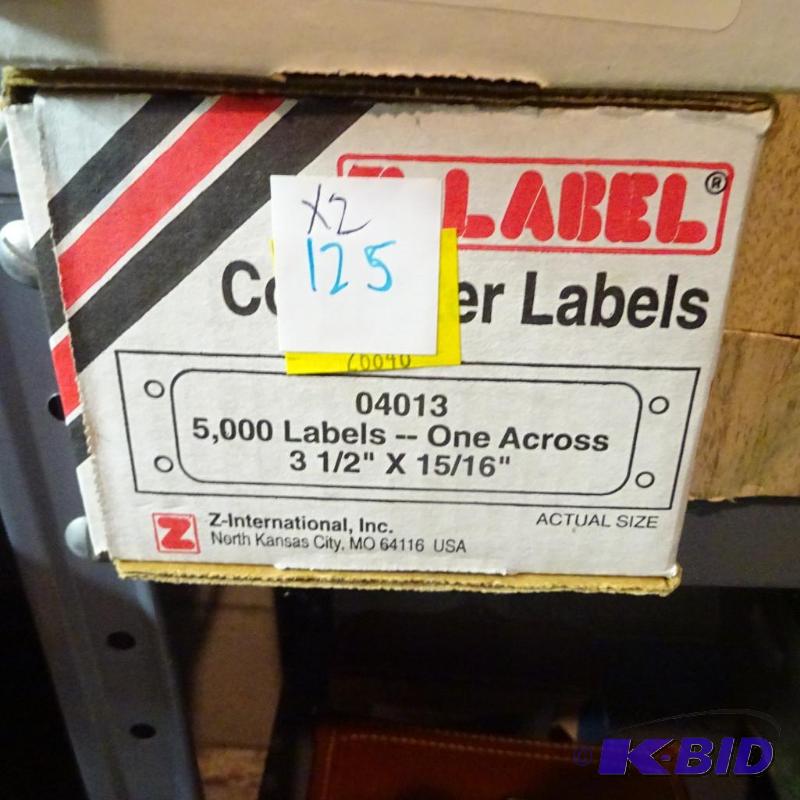 X2
125
LABEL®
er Labels
20040
04013
5,000 Labels -- One Across
3 1/2" X 15/16"
Z Z-International, Inc.
North Kansas City, MO 64116 USA
ACTUAL SIZE
© K-BID